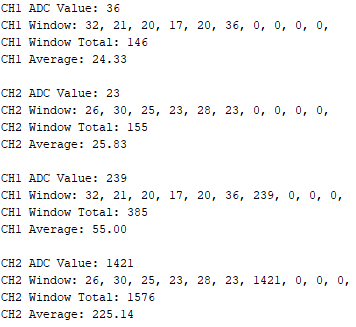 CH1 ADC Value: 36
CH1 Window: 32, 21, 20, 17, 20, 36, 0, 0, 0, 0,
CH1 Window Total: 146
CH1 Average: 24.33
CH2 ADC Value: 23
CH2 Window: 26, 30, 25, 23, 28, 23, 0, 0, 0, 0,
CH2 Window Total: 155
CH2 Average: 25.83
CH1 ADC Value: 239
CH1 Window: 32, 21, 20, 17, 20, 36, 239, 0, 0, 0,
CH1 Window Total: 385
CH1 Average: 55.00
CH2 ADC Value: 1421
CH2 Window: 26, 30, 25, 23, 28, 23, 1421, 0, 0, 0,
CH2 Window Total: 1576
CH2 Average: 225.14